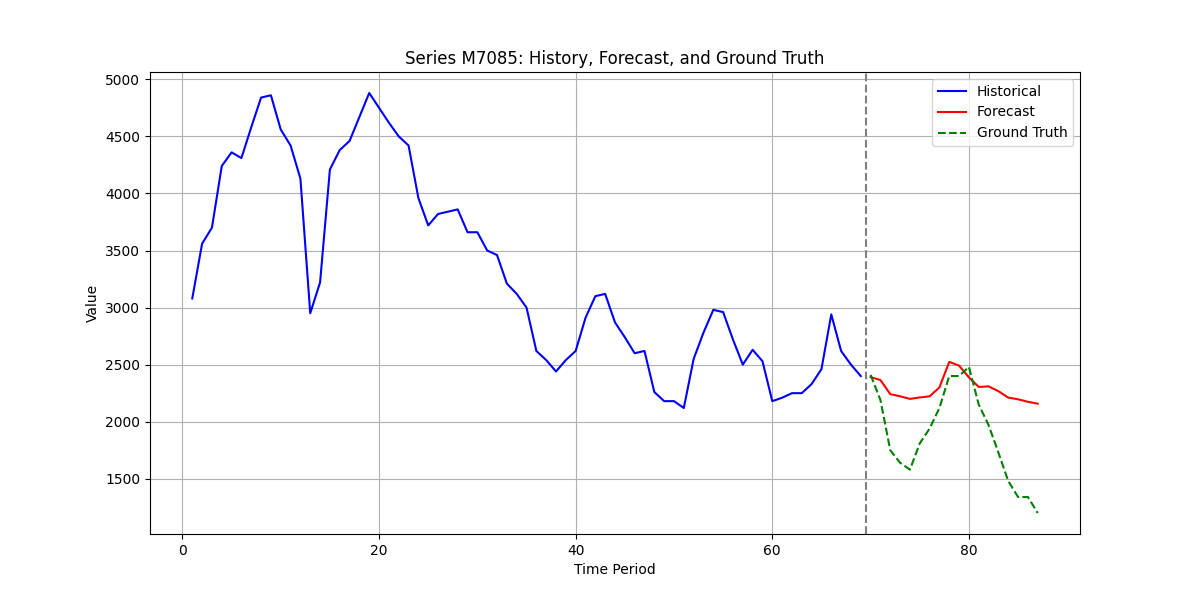 Series M7085: History, Forecast, and Ground Truth
Historical
Forecast
Ground Truth
Value
5000
4500
4000
3500
3000
2500
2000
1500
0 20 40 60 80
Time Period